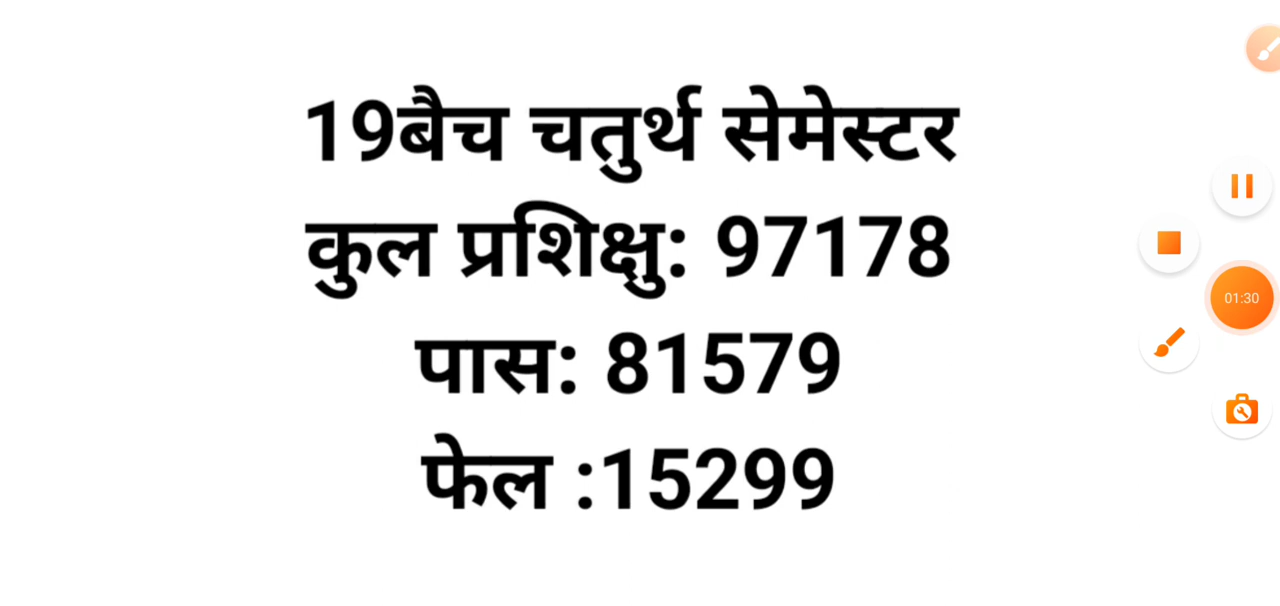 19बैच चतुर्थ सेमेस्टर
कुल प्रशिक्षु: 97178
पास: 81579
फेल :15299
01:30